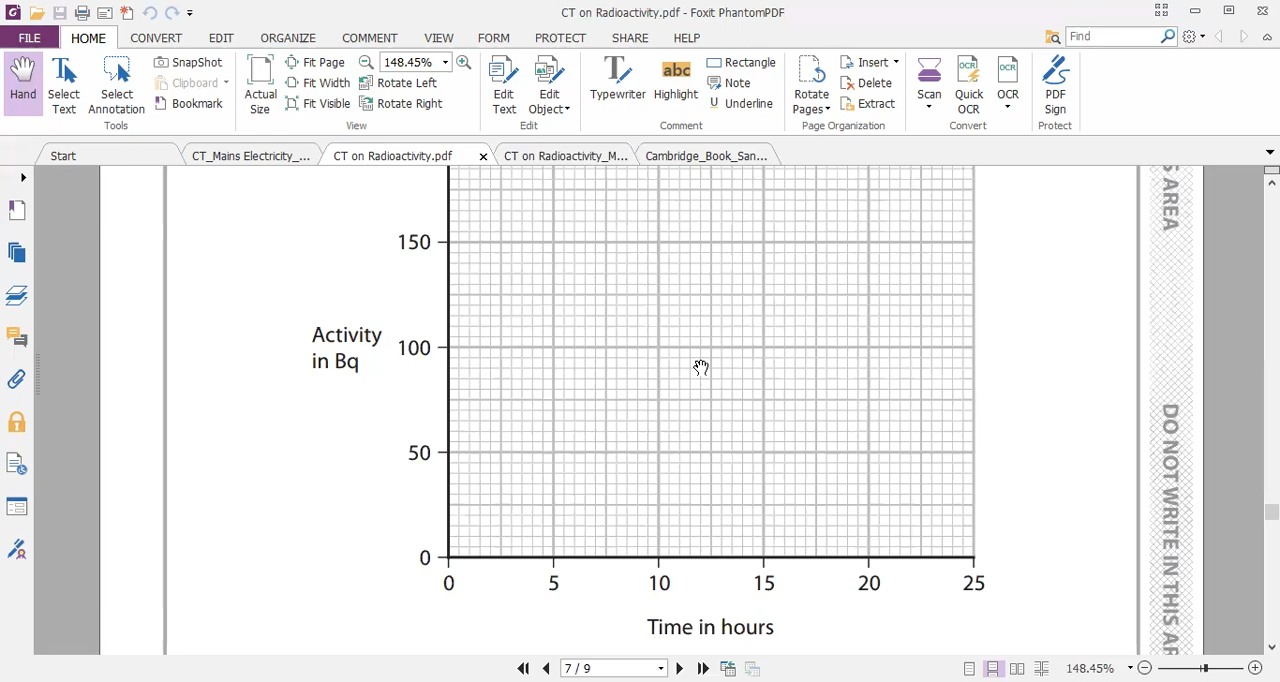 CT on Radioactivity.pdf - Foxit PhantomPDF
FILE HOME CONVERT EDIT ORGANIZE COMMENT VIEW FORM PROTECT SHARE HELP Find
Hand
Select Text
Select Annotation
SnapShot
Clipboard
Bookmark
Tools
Actual Size
Fit Page
Fit Width
Fit Visible
148.45%
Rotate Left
Rotate Right
View
Edit Text
Edit Object
Edit
Typewriter
abc
Highlight
Rectangle
Note
U Underline
Comment
Rotate Pages
Insert
Delete
Extract
Page Organization
Scan
OCR
Quick OCR
OCR
OCR
Convert
PDF Sign
Protect
Start CT_Mains Electricity_... CT on Radioactivity.pdf CT on Radioactivity_M... Cambridge_Book_San...
150
Activity
in Bq
100
50
0
0 5 10 15 20 25
Time in hours
S AREA
DO NOT WRITE IN THIS AR
7 / 9
148.45%